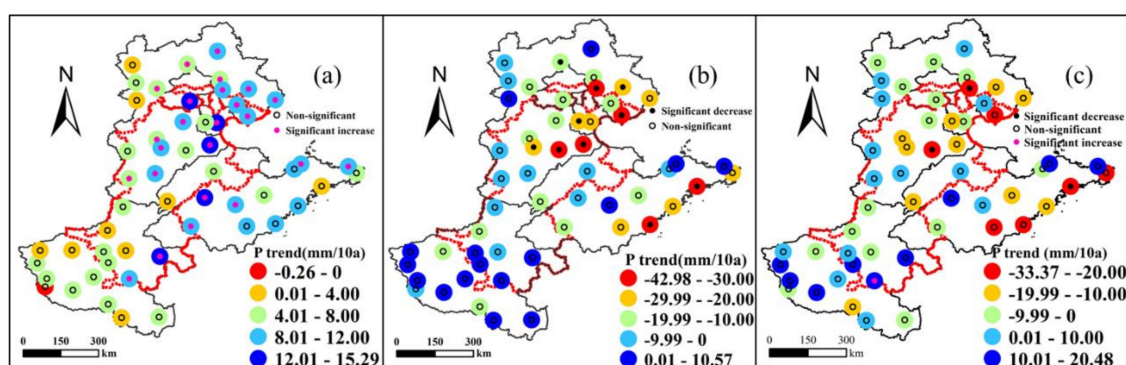 N
(a)
Non-significant
Significant increase
P trend(mm/10a)
-0.26 - 0
0.01 - 4.00
4.01 - 8.00
8.01 - 12.00
12.01 - 15.29
0 150 300
km
N
(b)
Significant decrease
Non-significant
P trend(mm/10a)
-42.98 - -30.00
-29.99 - -20.00
-19.99 - -10.00
-9.99 - 0
0.01 - 10.57
0 150 300
km
N
(c)
Significant decrease
Non-significant
Significant increase
P trend(mm/10a)
-33.37 - -20.00
-19.99 - -10.00
-9.99 - 0
0.01 - 10.00
10.01 - 20.48
0 150 300
km